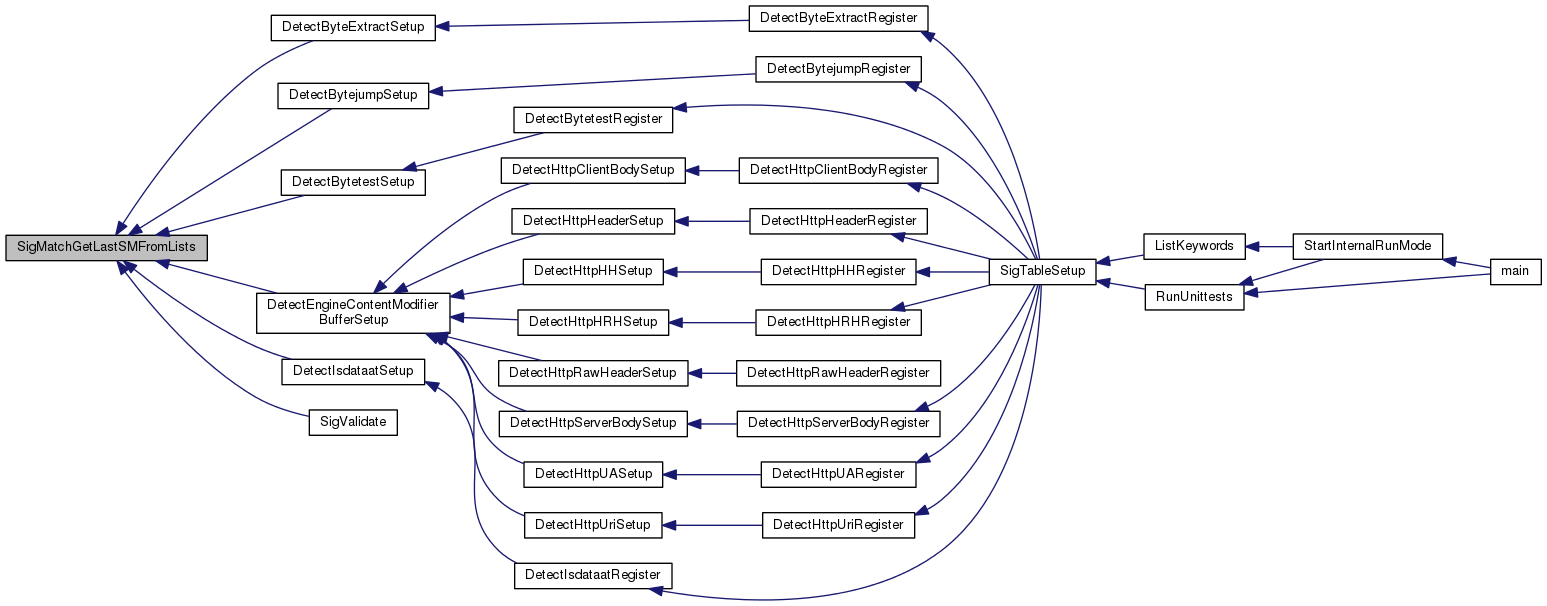 SigMatchGetLastSMFromLists
DetectByteExtractSetup
DetectByteExtractRegister
DetectBytejumpSetup
DetectBytejumpRegister
DetectBytetestSetup
DetectBytetestRegister
DetectEngineContentModifier
BufferSetup
DetectHttpClientBodySetup
DetectHttpClientBodyRegister
DetectHttpHeaderSetup
DetectHttpHeaderRegister
DetectHttpHHSetup
DetectHttpHHRegister
DetectHttpHRHSetup
DetectHttpHRHRegister
DetectHttpRawHeaderSetup
DetectHttpRawHeaderRegister
DetectHttpServerBodySetup
DetectHttpServerBodyRegister
DetectHttpUASetup
DetectHttpUARegister
DetectHttpUriSetup
DetectHttpUriRegister
DetectIsdataatSetup
DetectIsdataatRegister
SigValidate
SigTableSetup
ListKeywords
RunUnittests
StartInternalRunMode
main